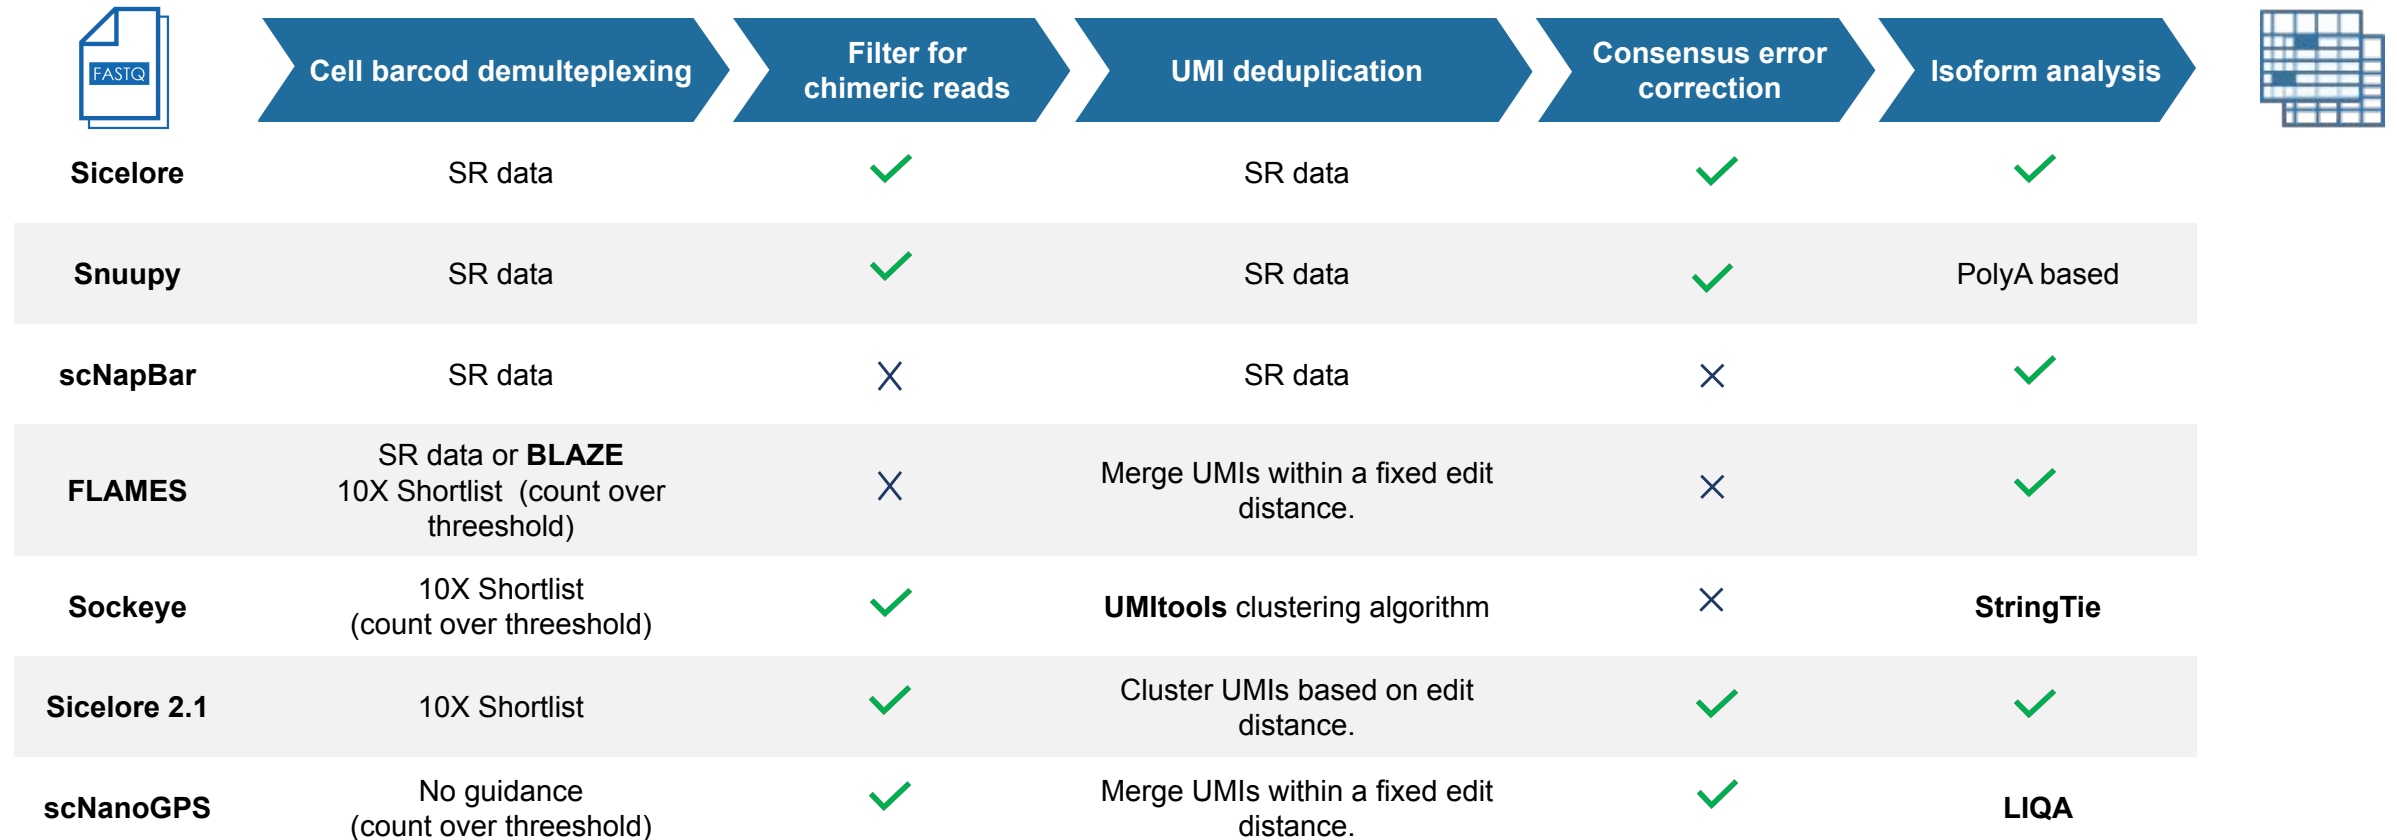 FASTQ
Cell barcod demulteplexing
Filter for
chimeric reads
UMI deduplication
Consensus error
correction
Isoform analysis
Sicelore
SR data
SR data
Snuupy
SR data
SR data
PolyA based
scNapBar
SR data
SR data
FLAMES
SR data or BLAZE
10X Shortlist (count over
threeshold)
Merge UMIs within a fixed edit
distance.
Sockeye
10X Shortlist
(count over threeshold)
UMItools clustering algorithm
StringTie
Sicelore 2.1
10X Shortlist
Cluster UMIs based on edit
distance.
scNanoGPS
No guidance
(count over threeshold)
Merge UMIs within a fixed edit
distance.
LIQA